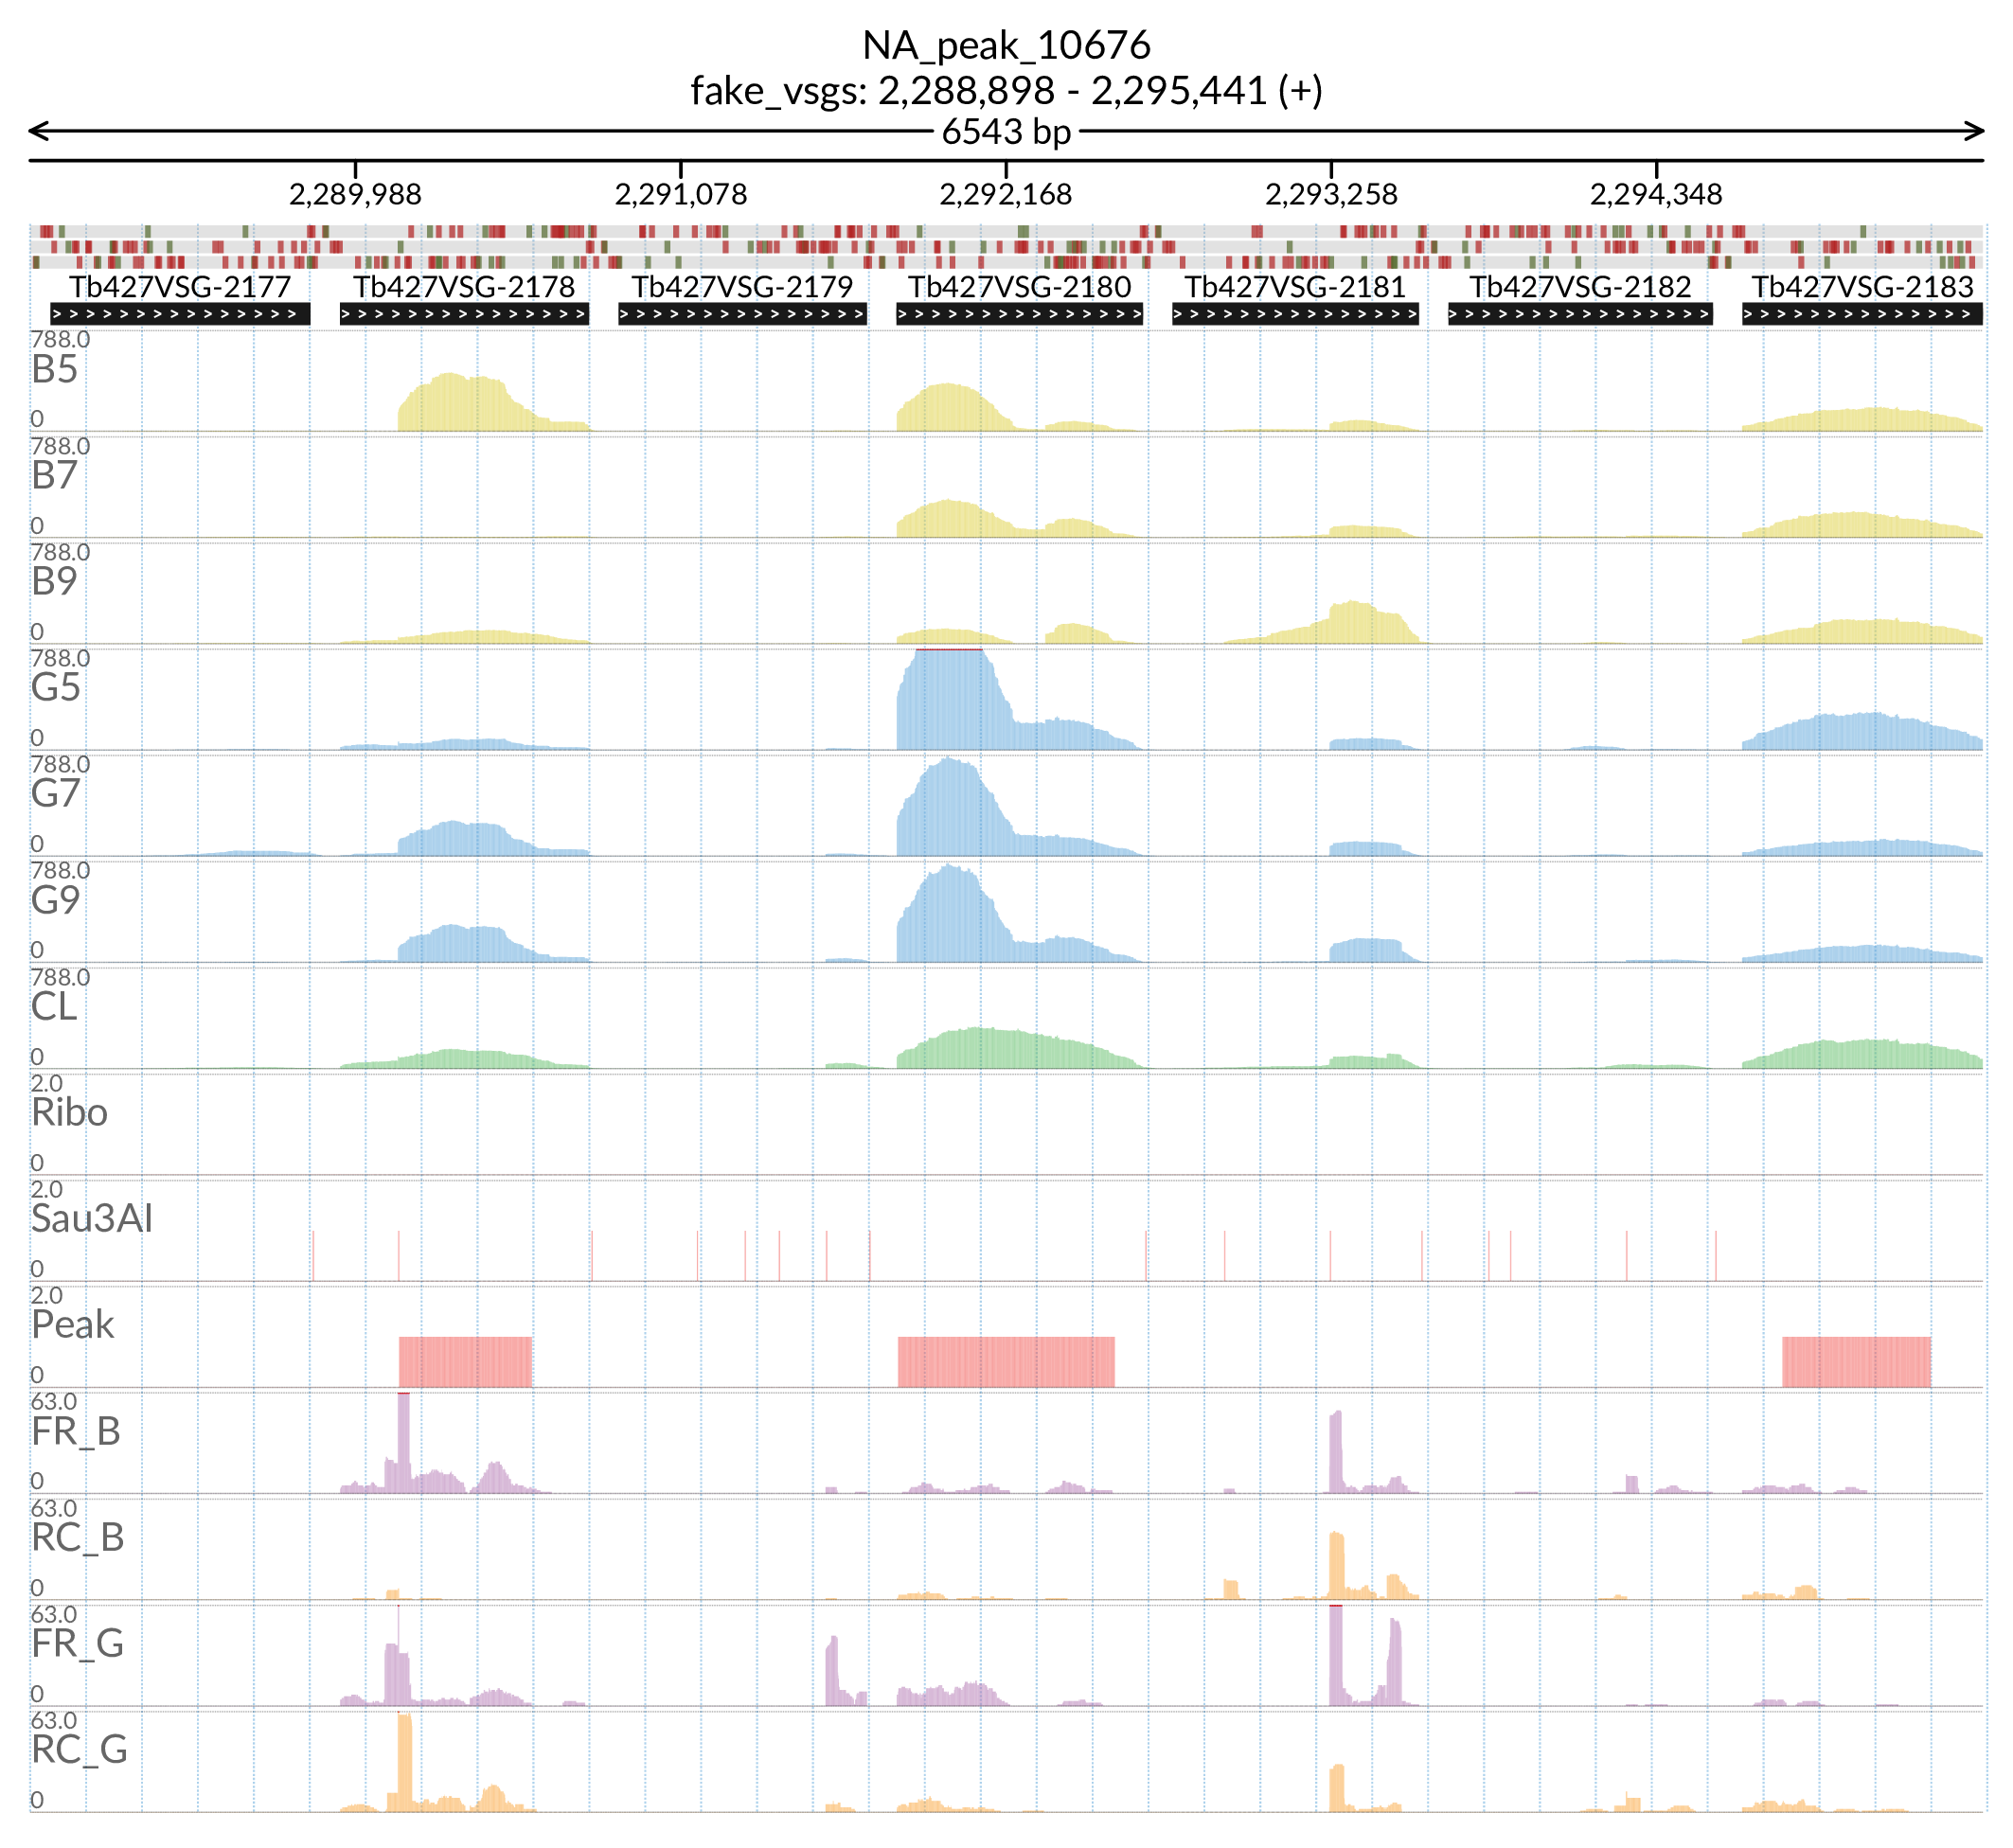 NA_peak_10676
fake_vsgs: 2,288,898 - 2,295,441 (+)
6543 bp
2,289,988 2,291,078 2,292,168 2,293,258 2,294,348
Tb427VSG-2177 Tb427VSG-2178 Tb427VSG-2179 Tb427VSG-2180 Tb427VSG-2181 Tb427VSG-2182 Tb427VSG-2183
788.0
B5
0
788.0
B7
0
788.0
B9
0
788.0
G5
0
788.0
G7
0
788.0
G9
0
788.0
CL
0
2.0
Ribo
0
2.0
Sau3AI
0
2.0
Peak
0
63.0
FR_B
0
63.0
RC_B
0
63.0
FR_G
0
63.0
RC_G
0